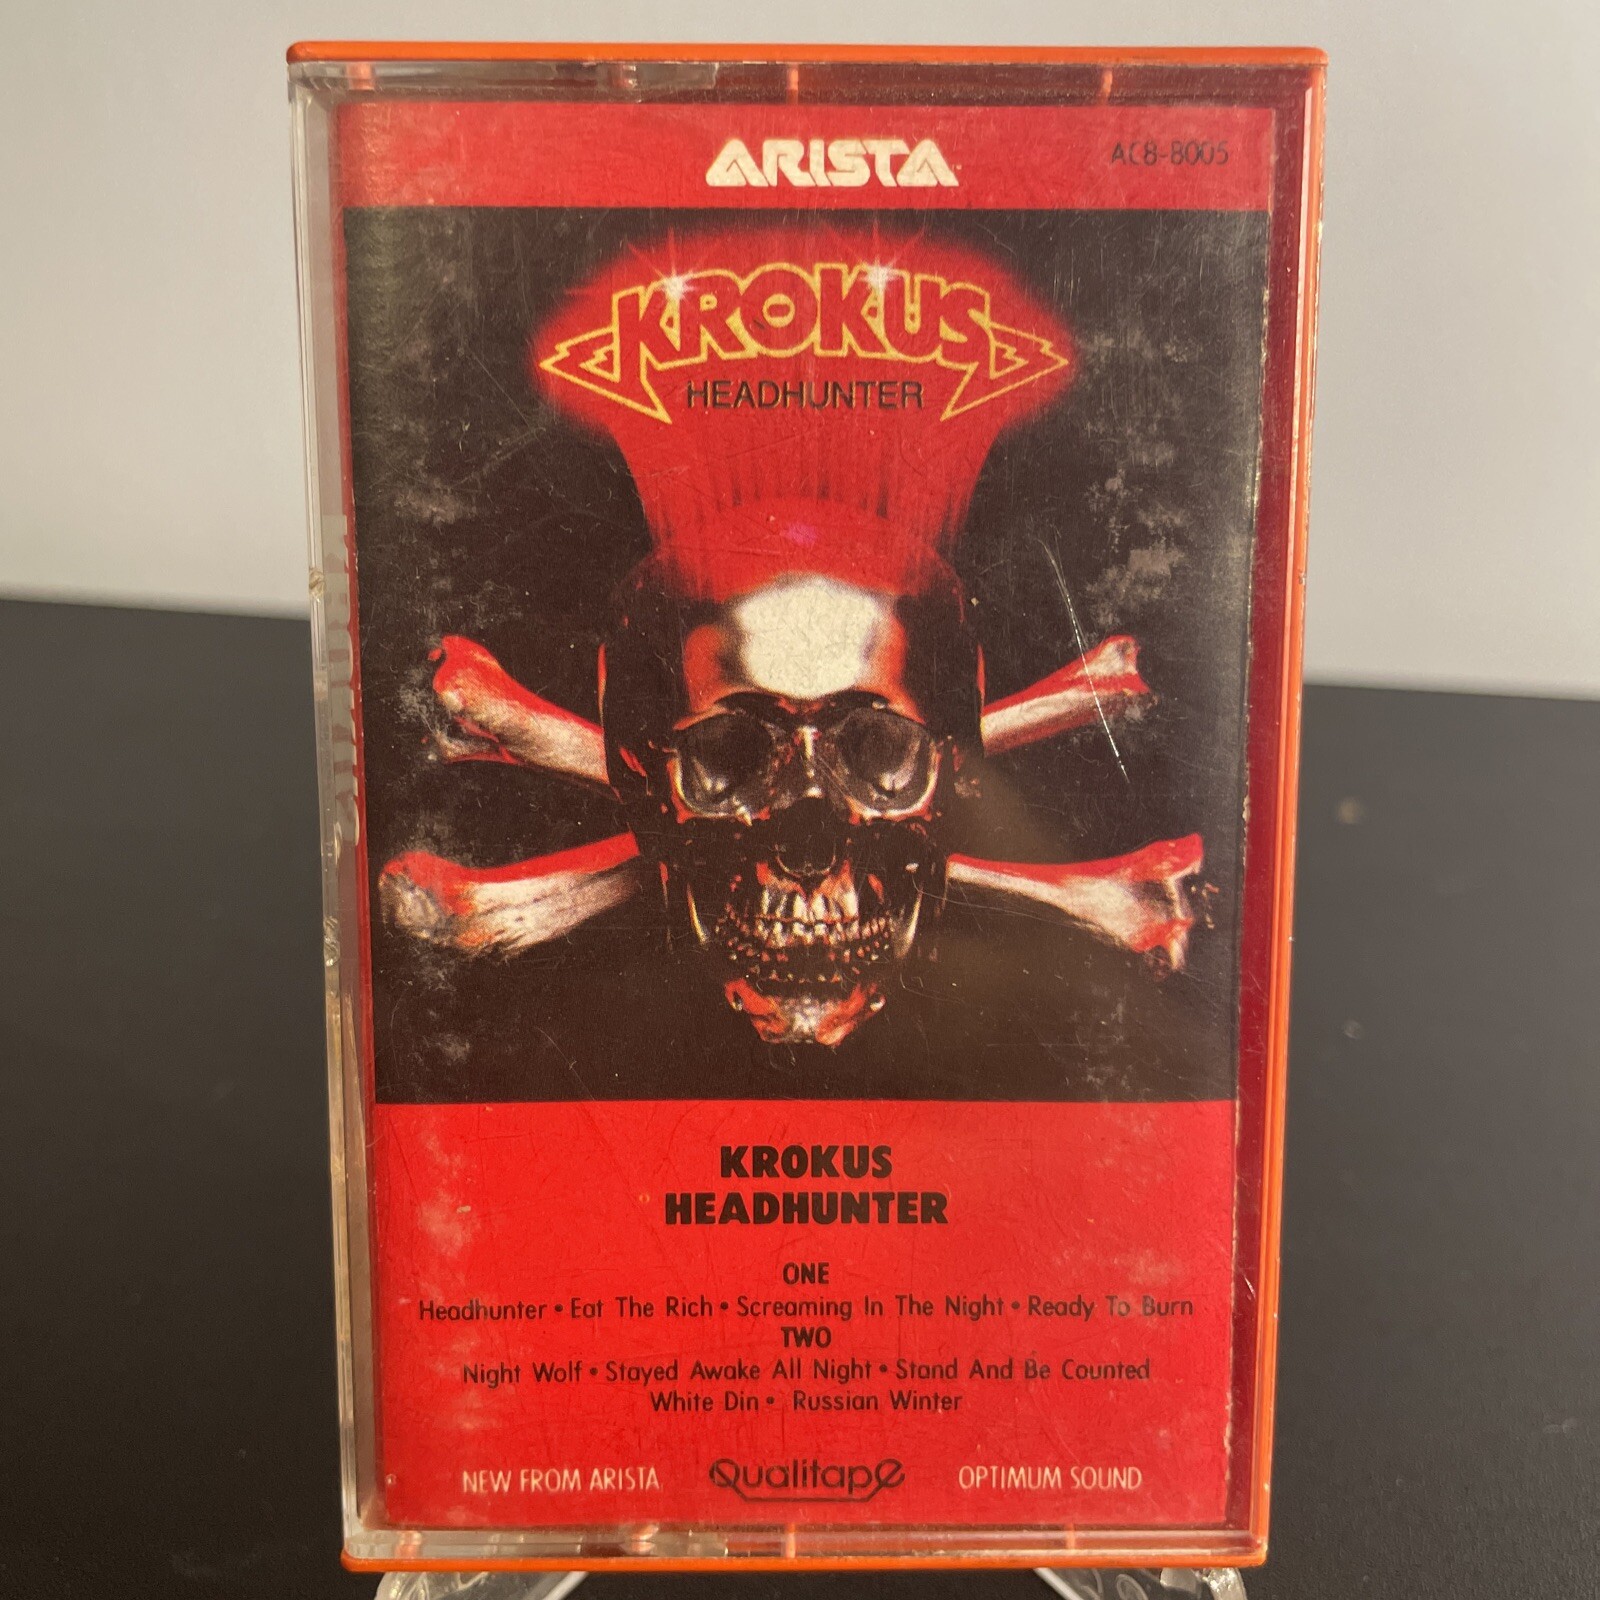 ARISTA
AC8-8005
KROKUS
HEADHUNTER
KROKUS
HEADHUNTER
ONE
Headhunter • Eat The Rich • Screaming In The Night • Ready To Burn
TWO
Night Wolf • Stayed Awake All Night • Stand And Be Counted
White Din • Russian Winter
NEW FROM ARISTA Qualitape OPTIMUM SOUND